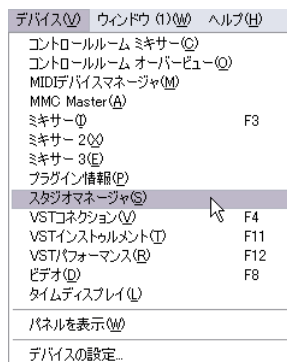 デバイス(V) ウィンドウ (1)(W) ヘルプ(H)
コントロールルーム ミキサー(C)
コントロールルーム オーバービュー(O)
MIDIデバイスマネージャ(M)
MMC Master(A)
ミキサー(I) F3
ミキサー 2(X)
ミキサー 3(E)
プラグイン情報(P)
スタジオマネージャ(S)
VSTコネクション(V) F4
VSTインストゥルメント(T) F11
VSTパフォーマンス(R) F12
ビデオ(D) F8
タイムディスプレイ(L)
パネルを表示(W)
デバイスの設定...